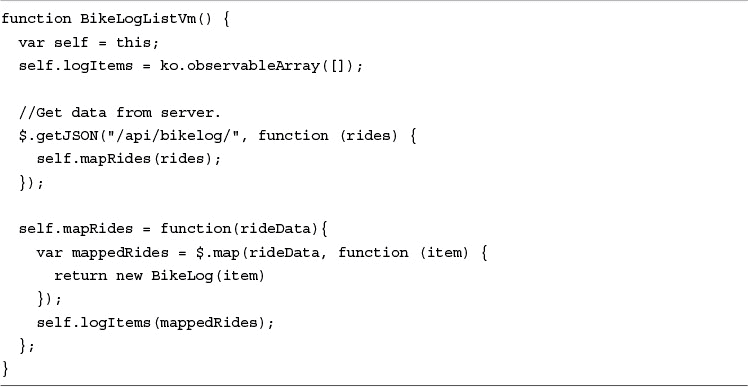 function BikeLogListVm() {
  var self = this;
  self.logItems = ko.observableArray([]);

  //Get data from server.
  $.getJSON("/api/bikelog/", function (rides) {
    self.mapRides(rides);
  });

  self.mapRides = function(rideData){
    var mappedRides = $.map(rideData, function (item) {
      return new BikeLog(item)
    });
    self.logItems(mappedRides);
  };
}